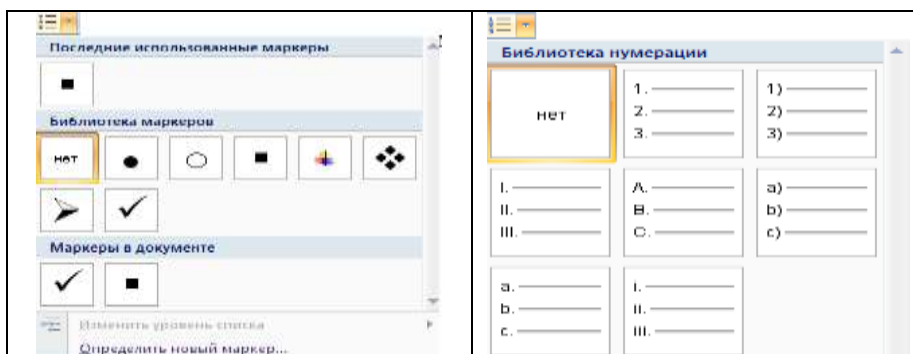 Последние использованные маркеры
Библиотека маркеров
нет
Маркеры в документе
Изменить уровень списка
Определить новый маркер...
Библиотека нумерации
нет
1.
2.
3.
1)
2)
3)
I.
II.
III.
A.
B.
C.
a)
b)
c)
a.
b.
c.
i.
ii.
iii.